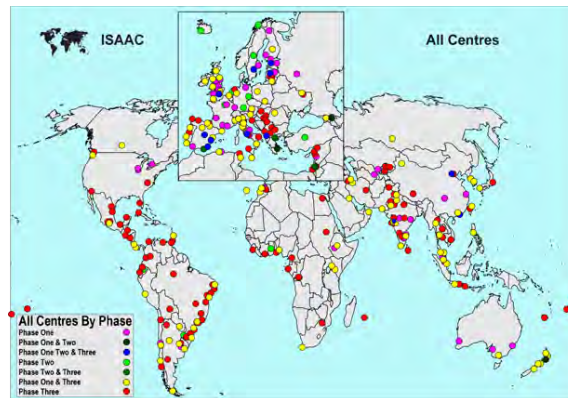 ISAAC
All Centres
All Centres By Phase
Phase One
Phase One & Two
Phase One Two & Three
Phase Two
Phase Two & Three
Phase One & Three
Phase Three